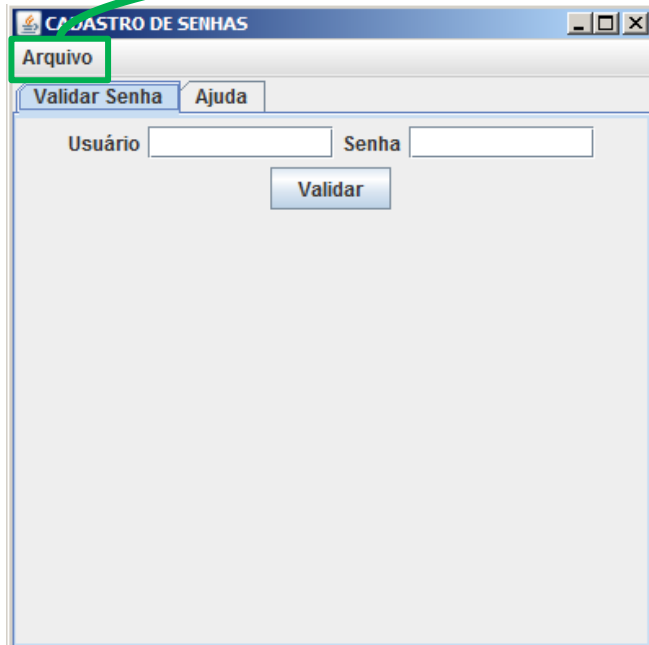 CADASTRO DE SENHAS
Arquivo
Validar Senha Ajuda
Usuário Senha
Validar